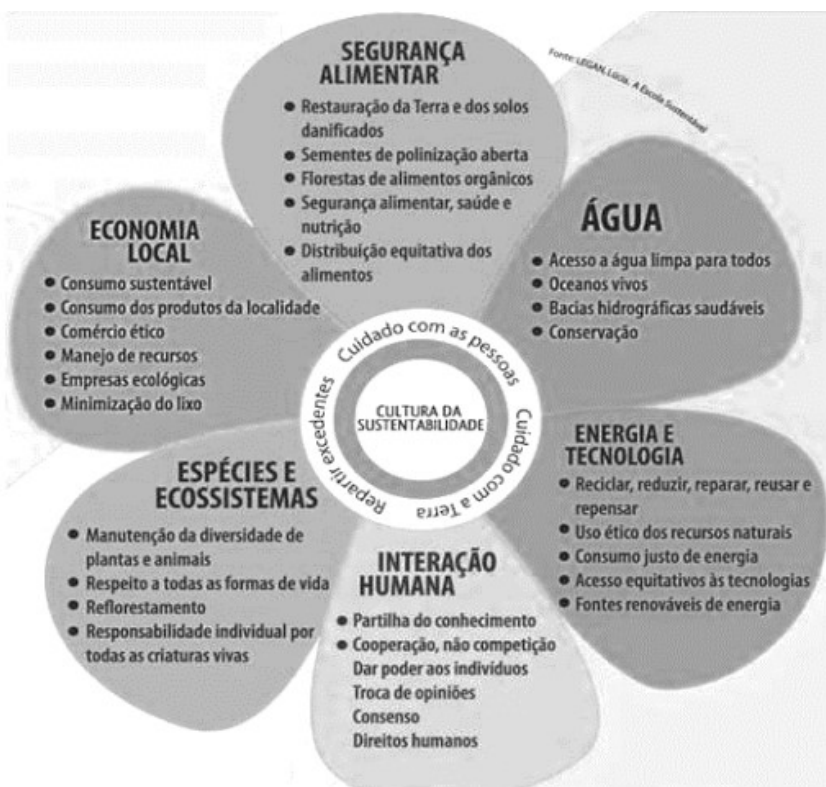 SEGURANÇA
ALIMENTAR
● Restauração da Terra e dos solos
danificados
● Sementes de polinização aberta
● Florestas de alimentos orgânicos
● Segurança alimentar, saúde e
nutrição
● Distribuição equitativa dos
alimentos
Fonte: LEGAN, Lúcia. A Escola Sustentável
ÁGUA
● Acesso a água limpa para todos
● Oceanos vivos
● Bacias hidrográficas saudáveis
● Conservação
ENERGIA E
TECNOLOGIA
● Reciclar, reduzir, reparar, reusar e
repensar
● Uso ético dos recursos naturais
● Consumo justo de energia
● Acesso equitativos às tecnologias
● Fontes renováveis de energia
INTERAÇÃO
HUMANA
● Partilha do conhecimento
● Cooperação, não competição
Dar poder aos indivíduos
Troca de opiniões
Consenso
Direitos humanos
ESPÉCIES E
ECOSSISTEMAS
● Manutenção da diversidade de
plantas e animais
● Respeito a todas as formas de vida
● Reflorestamento
● Responsabilidade individual por
todas as criaturas vivas
ECONOMIA
LOCAL
● Consumo sustentável
● Consumo dos produtos da localidade
● Comércio ético
● Manejo de recursos
● Empresas ecológicas
● Minimização do lixo
Cuidado com as pessoas
Cuidado com a Terra
Repartir excedentes
CULTURA DA
SUSTENTABILIDADE